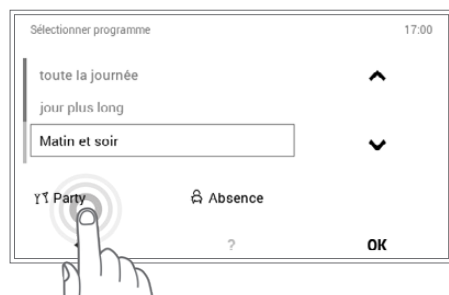 Sélectionner programme 17:00
toute la journée
jour plus long
Matin et soir
Party Absence
? OK